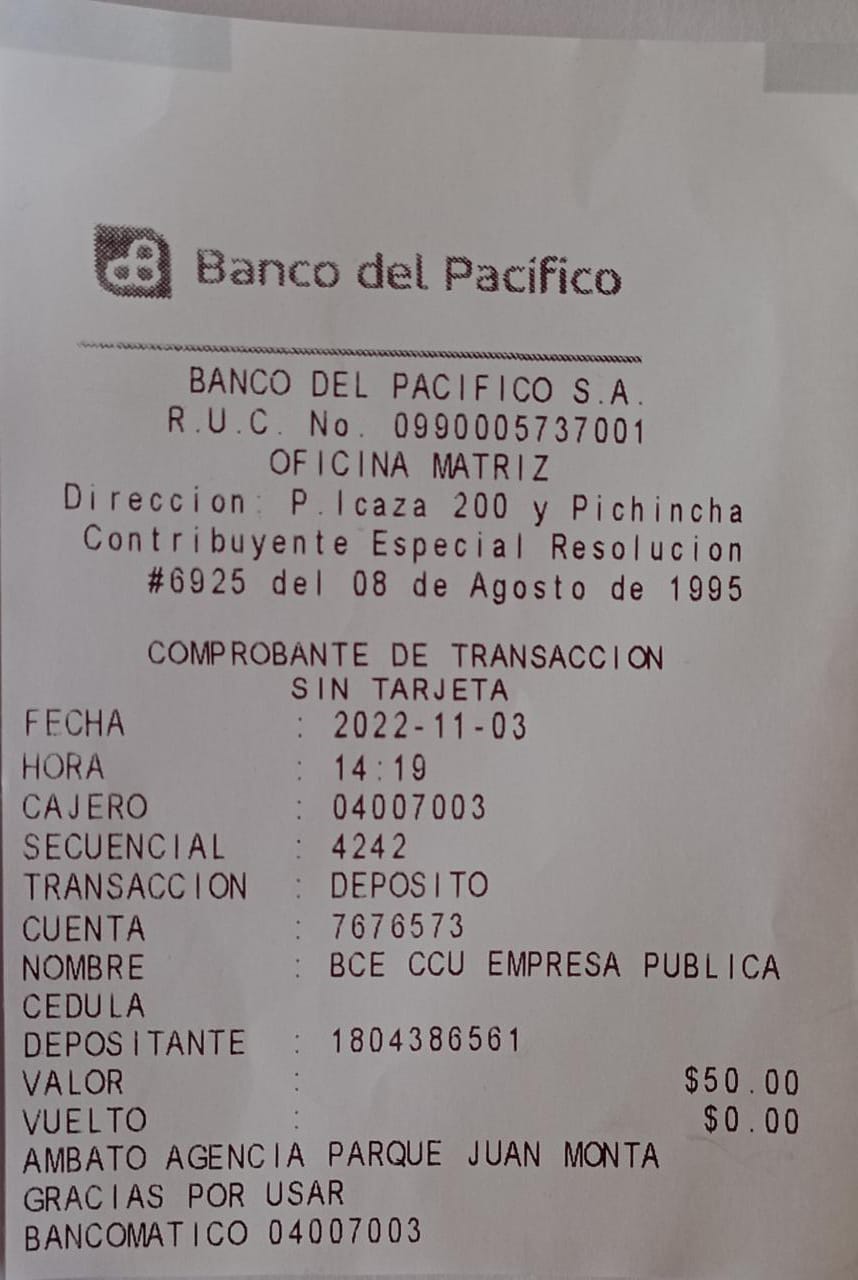 Banco del Pacífico
BANCO DEL PACIFICO S.A.
R.U.C. No. 0990005737001
OFICINA MATRIZ
Direccion: P.Icaza 200 y Pichincha
Contribuyente Especial Resolucion
#6925 del 08 de Agosto de 1995
COMPROBANTE DE TRANSACCION
SIN TARJETA
FECHA : 2022-11-03
HORA : 14:19
CAJERO : 04007003
SECUENCIAL : 4242
TRANSACCION : DEPOSITO
CUENTA : 7676573
NOMBRE : BCE CCU EMPRESA PUBLICA
CEDULA
DEPOSITANTE : 1804386561
VALOR : $50.00
VUELTO : $0.00
AMBATO AGENCIA PARQUE JUAN MONTA
GRACIAS POR USAR
BANCOMATICO 04007003